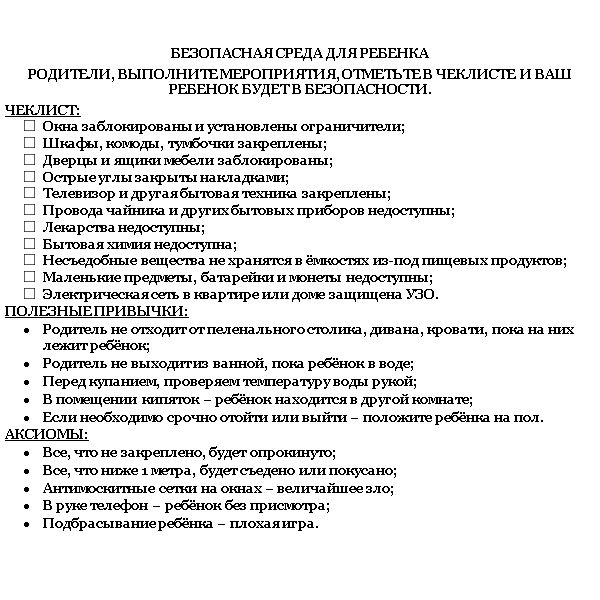 БЕЗОПАСНАЯ СРЕДА ДЛЯ РЕБЕНКА
РОДИТЕЛИ, ВЫПОЛНИТЕ МЕРОПРИЯТИЯ, ОТМЕТЬТЕ В ЧЕКЛИСТЕ И ВАШ
РЕБЕНОК БУДЕТ В БЕЗОПАСНОСТИ.
ЧЕКЛИСТ:
☐ Окна заблокированы и установлены ограничители;
☐ Шкафы, комоды, тумбочки закреплены;
☐ Дверцы и ящики мебели заблокированы;
☐ Острые углы закрыты накладками;
☐ Телевизор и другая бытовая техника закреплены;
☐ Провода чайника и других бытовых приборов недоступны;
☐ Лекарства недоступны;
☐ Бытовая химия недоступна;
☐ Несъедобные вещества не хранятся в ёмкостях из-под пищевых продуктов;
☐ Маленькие предметы, батарейки и монеты недоступны;
☐ Электрическая сеть в квартире или доме защищена УЗО.
ПОЛЕЗНЫЕ ПРИВЫЧКИ:
• Родитель не отходит от пеленального столика, дивана, кровати, пока на них
лежит ребёнок;
• Родитель не выходит из ванной, пока ребёнок в воде;
• Перед купанием, проверяем температуру воды рукой;
• В помещении кипяток – ребёнок находится в другой комнате;
• Если необходимо срочно отойти или выйти – положите ребёнка на пол.
АКСИОМЫ:
• Все, что не закреплено, будет опрокинуто;
• Все, что ниже 1 метра, будет съедено или покусано;
• Антимоскитные сетки на окнах – величайшее зло;
• В руке телефон – ребёнок без присмотра;
• Подбрасывание ребёнка – плохая игра.